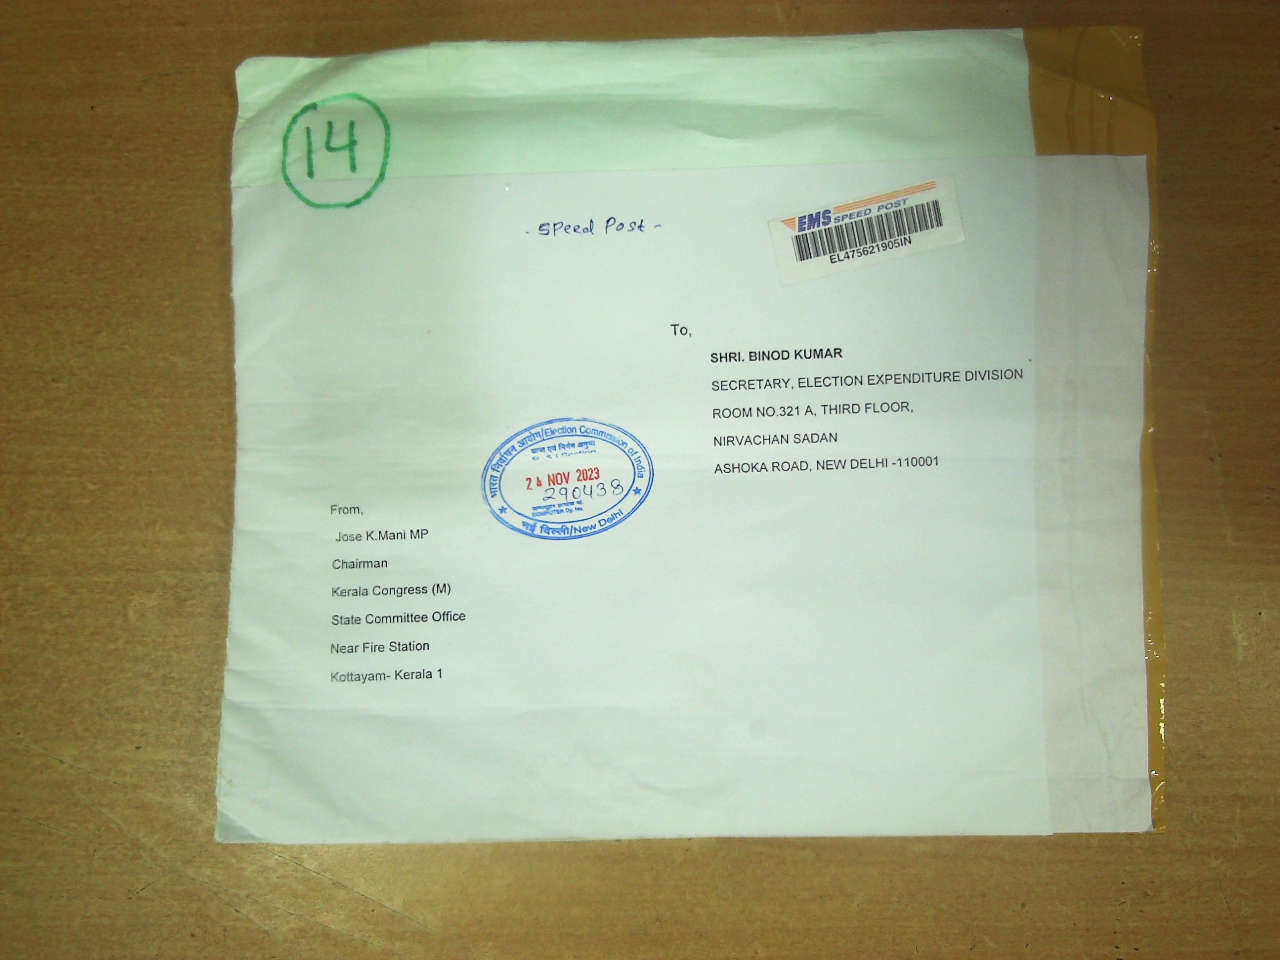 14
- Speed Post -
EMS SPEED POST
EL475621905IN
To,
SHRI. BINOD KUMAR
SECRETARY, ELECTION EXPENDITURE DIVISION
ROOM NO.321 A, THIRD FLOOR,
NIRVACHAN SADAN
ASHOKA ROAD, NEW DELHI -110001
भारत निर्वाचन आयोग/Election Commission of India
24 NOV 2023
290438
COMPUTER Dy. No.
नई दिल्ली/New Delhi
From,
Jose K.Mani MP
Chairman
Kerala Congress (M)
State Committee Office
Near Fire Station
Kottayam- Kerala 1